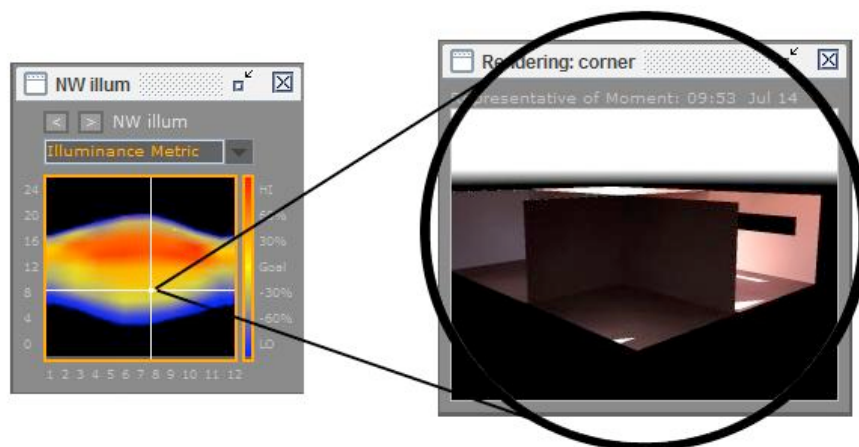 NW illum
< > NW illum
Illuminance Metric
24
20
16
12
8
4
0
HI
60%
30%
Goal
-30%
-60%
LO
1 2 3 4 5 6 7 8 9 10 11 12
Rendering: corner
Representative of Moment: 09:53 Jul 14